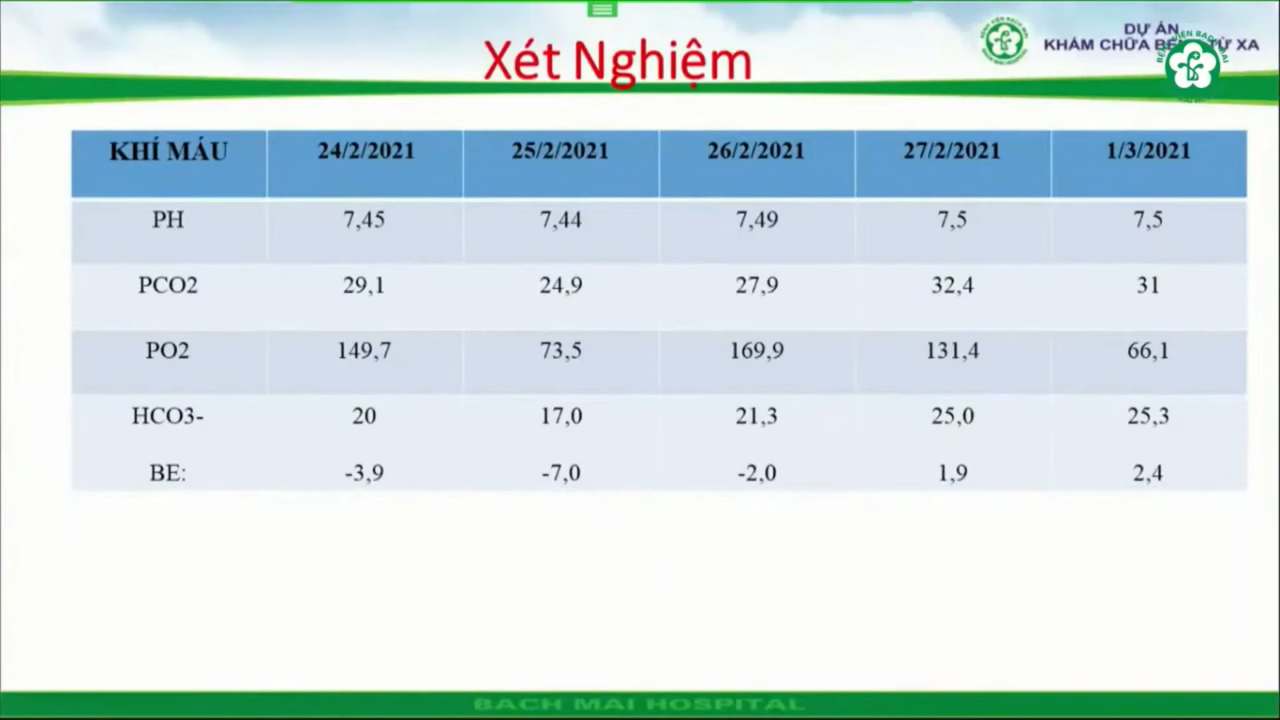 DỰ ÁN
KHÁM CHỮA BỆNH TỪ XA
Xét Nghiệm
KHÍ MÁU 24/2/2021 25/2/2021 26/2/2021 27/2/2021 1/3/2021
PH 7,45 7,44 7,49 7,5 7,5
PCO2 29,1 24,9 27,9 32,4 31
PO2 149,7 73,5 169,9 131,4 66,1
HCO3- 20 17,0 21,3 25,0 25,3
BE: -3,9 -7,0 -2,0 1,9 2,4
BACH MAI HOSPITAL